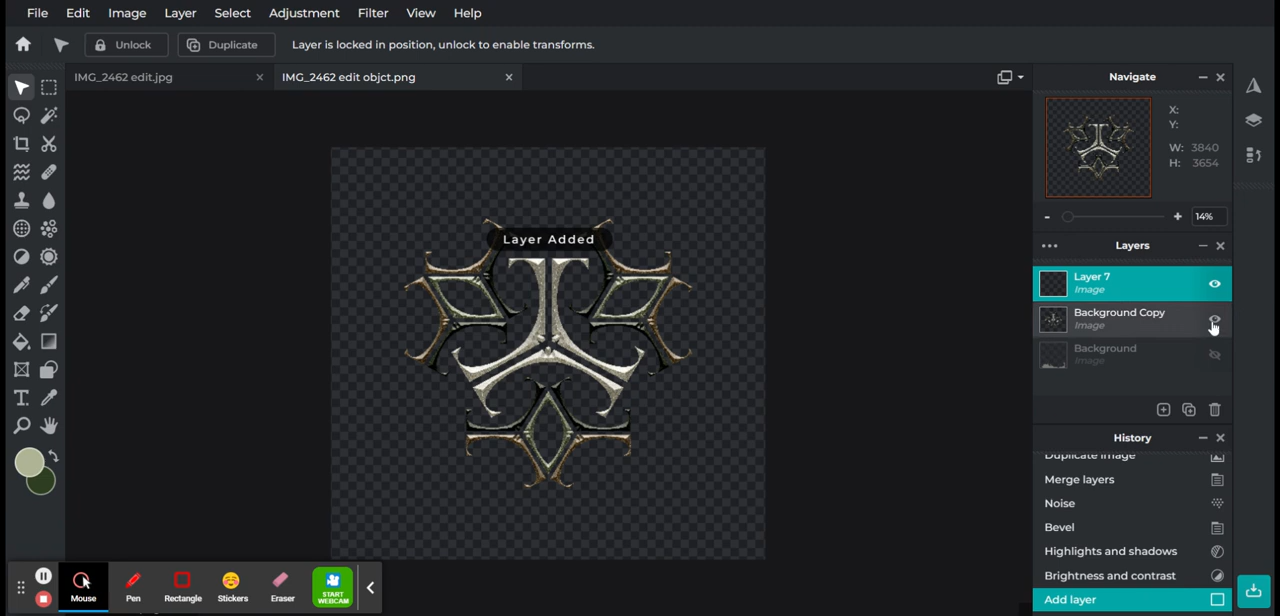 File Edit Image Layer Select Adjustment Filter View Help
Unlock Duplicate Layer is locked in position, unlock to enable transforms.
IMG_2462 edit.jpg × IMG_2462 edit objct.png ×
Navigate
X:
Y:
W: 3840
H: 3654
- + 14%
Layers
Layer 7
Image
Background Copy
Image
Background
Image
History
Duplicate image
Merge layers
Noise
Bevel
Highlights and shadows
Brightness and contrast
Add layer
Layer Added
Mouse Pen Rectangle Stickers Eraser START WEBCAM